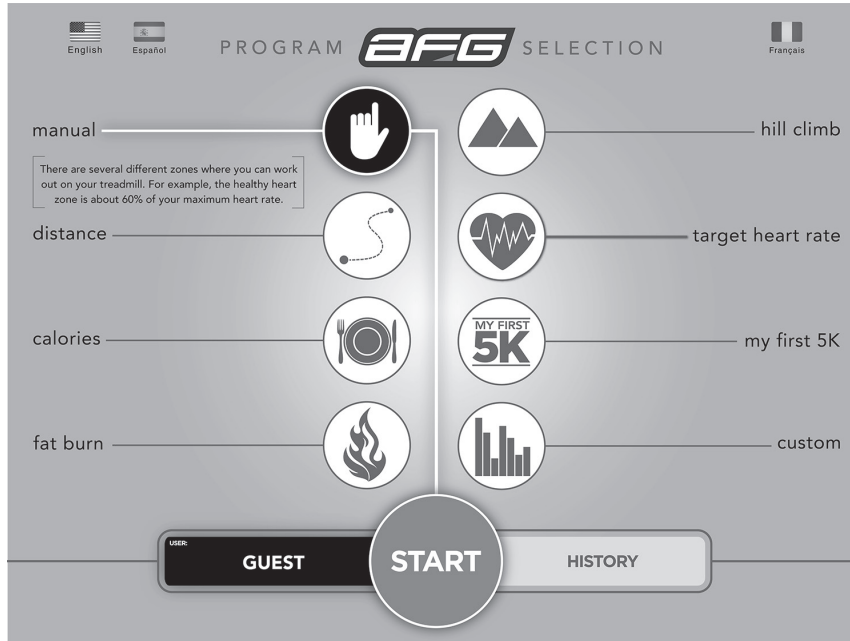 English
Español
PROGRAM AFG SELECTION
Français
manual
There are several different zones where you can work
out on your treadmill. For example, the healthy heart
zone is about 60% of your maximum heart rate.
distance
calories
fat burn
hill climb
target heart rate
MY FIRST
5K
my first 5K
custom
USER:
GUEST
START
HISTORY